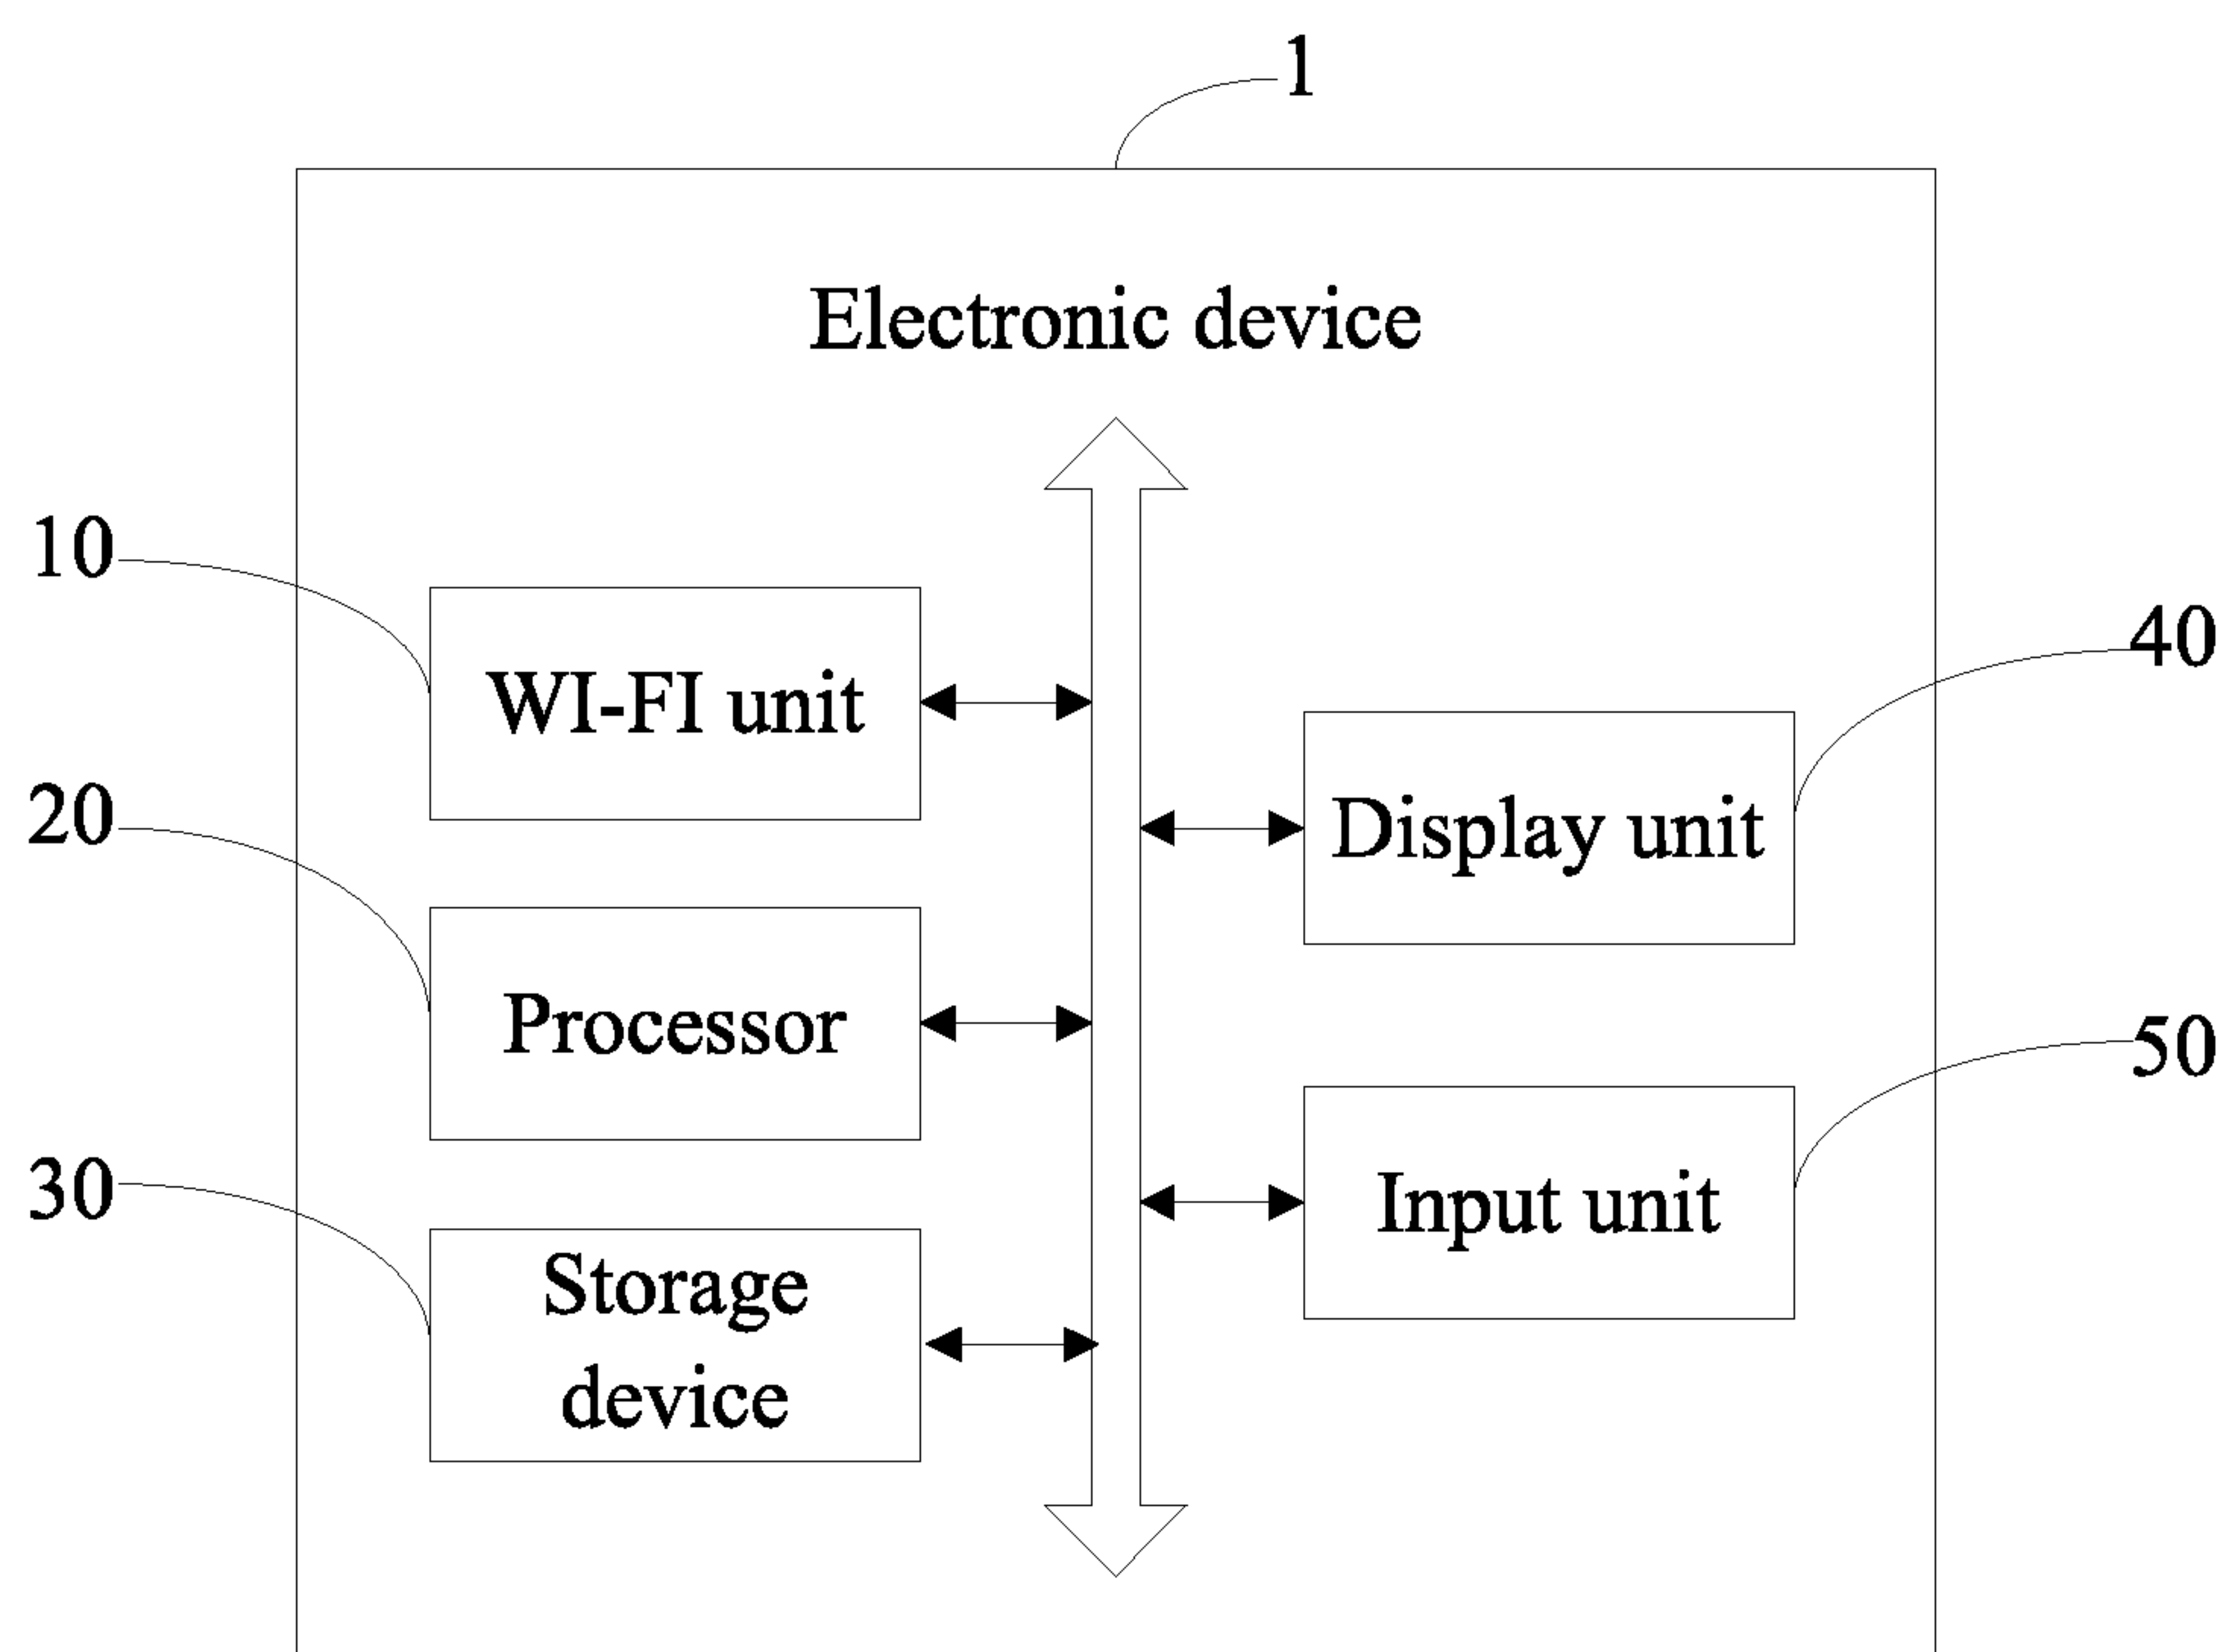 1
Electronic device
10
WI-FI unit
40
Display unit
20
Processor
50
Input unit
30
Storage
device